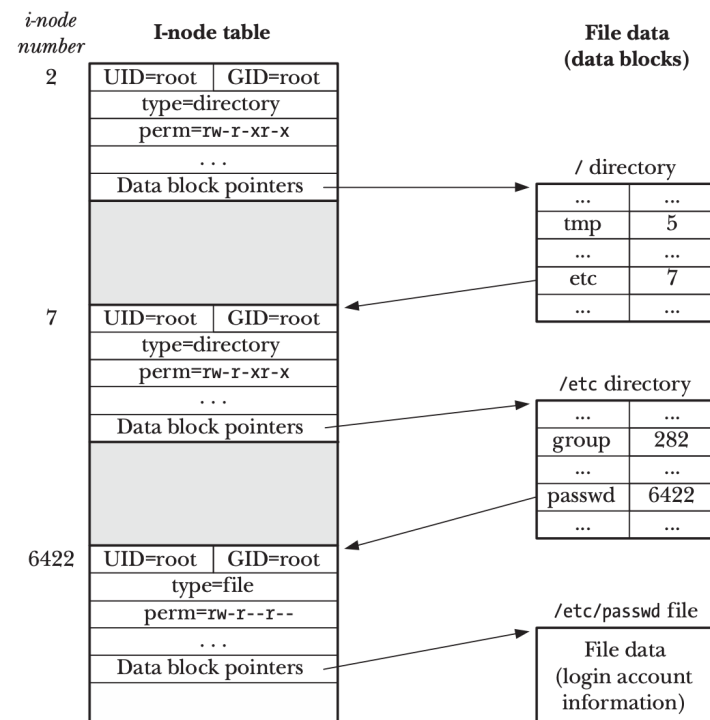 i-node
number
I-node table
File data
(data blocks)
2
UID=root GID=root
type=directory
perm=rw-r-xr-x
...
Data block pointers
/ directory
... ...
tmp 5
... ...
etc 7
... ...
7
UID=root GID=root
type=directory
perm=rw-r-xr-x
...
Data block pointers
/etc directory
... ...
group 282
... ...
passwd 6422
... ...
6422
UID=root GID=root
type=file
perm=rw-r--r--
...
Data block pointers
/etc/passwd file
File data
(login account
information)